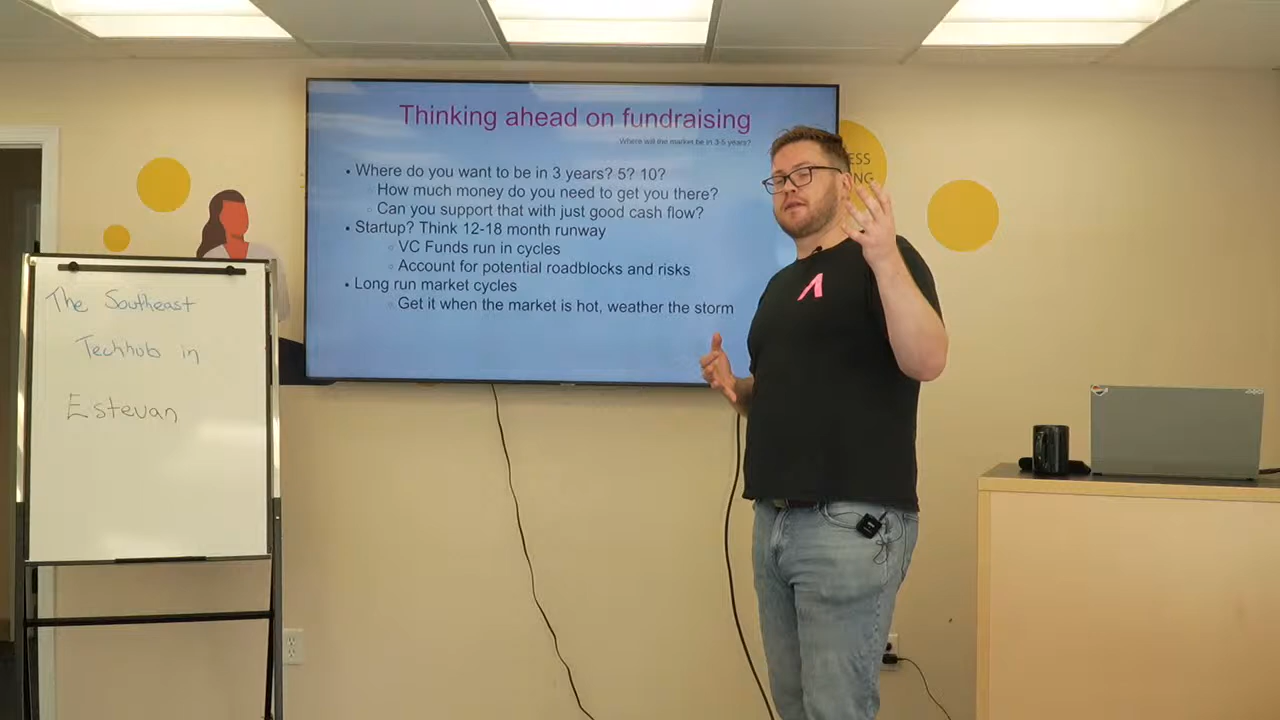 Thinking ahead on fundraising
Where will the market be in 3-5 years?
• Where do you want to be in 3 years? 5? 10?
◦ How much money do you need to get you there?
◦ Can you support that with just good cash flow?
• Startup? Think 12-18 month runway
◦ VC Funds run in cycles
◦ Account for potential roadblocks and risks
• Long run market cycles
◦ Get it when the market is hot, weather the storm
The Southeast
Techhub in
Estevan